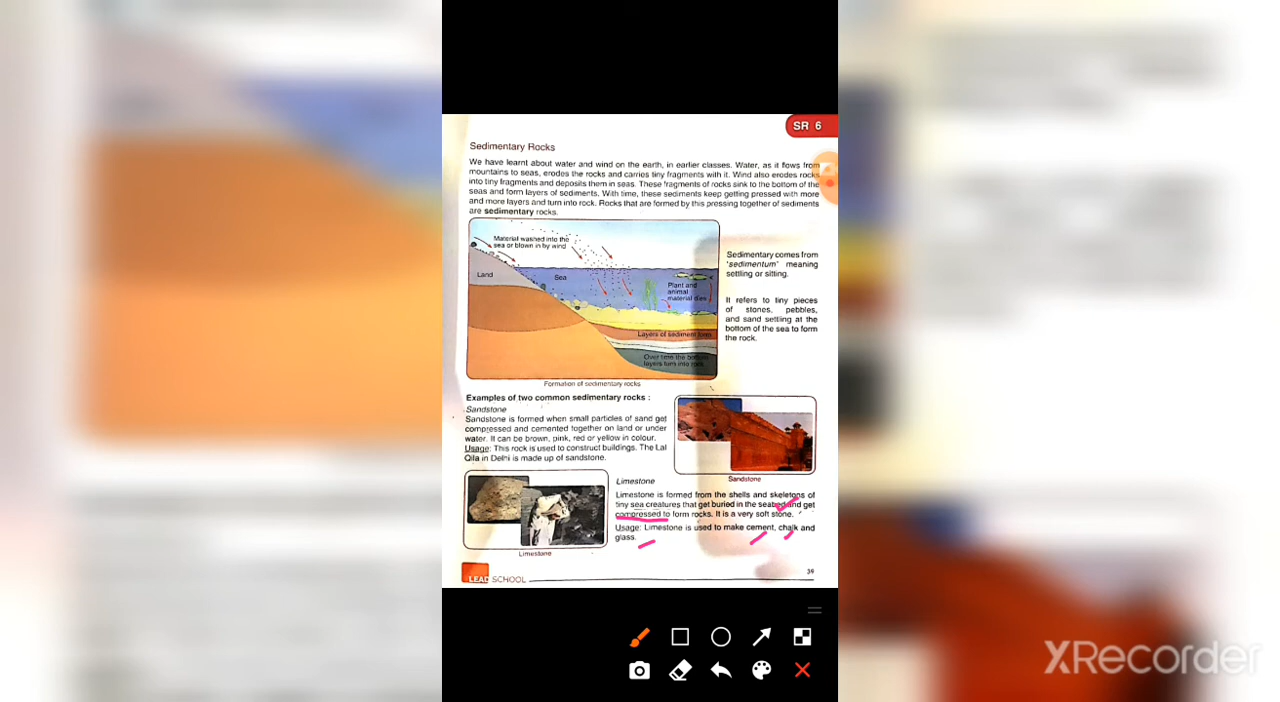 SR 6
Sedimentary Rocks
We have learnt about water and wind on the earth, in earlier classes. Water, as it flows from
mountains to seas, erodes the rocks and carries tiny fragments with it. Wind also erodes rocks
into tiny fragments and deposits them in seas. These fragments of rocks sink to the bottom of the
seas and form layers of sediments. With time, these sediments keep getting pressed with more
and more layers and turn into rock. Rocks that are formed by this pressing together of sediments
are sedimentary rocks.
Material washed into the
sea or blown in by wind
Land
Sea
Plant and
animal
material dies
Layers of sediment form
Over time the bottom
layers turn into rock
Formation of sedimentary rocks
Sedimentary comes from
'sedimentum' meaning
settling or sitting.
It refers to tiny pieces
of stones, pebbles,
and sand settling at the
bottom of the sea to form
the rock.
Examples of two common sedimentary rocks :
Sandstone
Sandstone is formed when small particles of sand get
compressed and cemented together on land or under
water. It can be brown, pink, red or yellow in colour.
Usage: This rock is used to construct buildings. The Lal
Qila in Delhi is made up of sandstone.
Sandstone
Limestone
Limestone is formed from the shells and skeletons of
tiny sea creatures that get buried in the seabed and get
compressed to form rocks. It is a very soft stone.
Usage: Limestone is used to make cement, chalk and
glass.
Limestone
LEAD SCHOOL
39
XRecorder